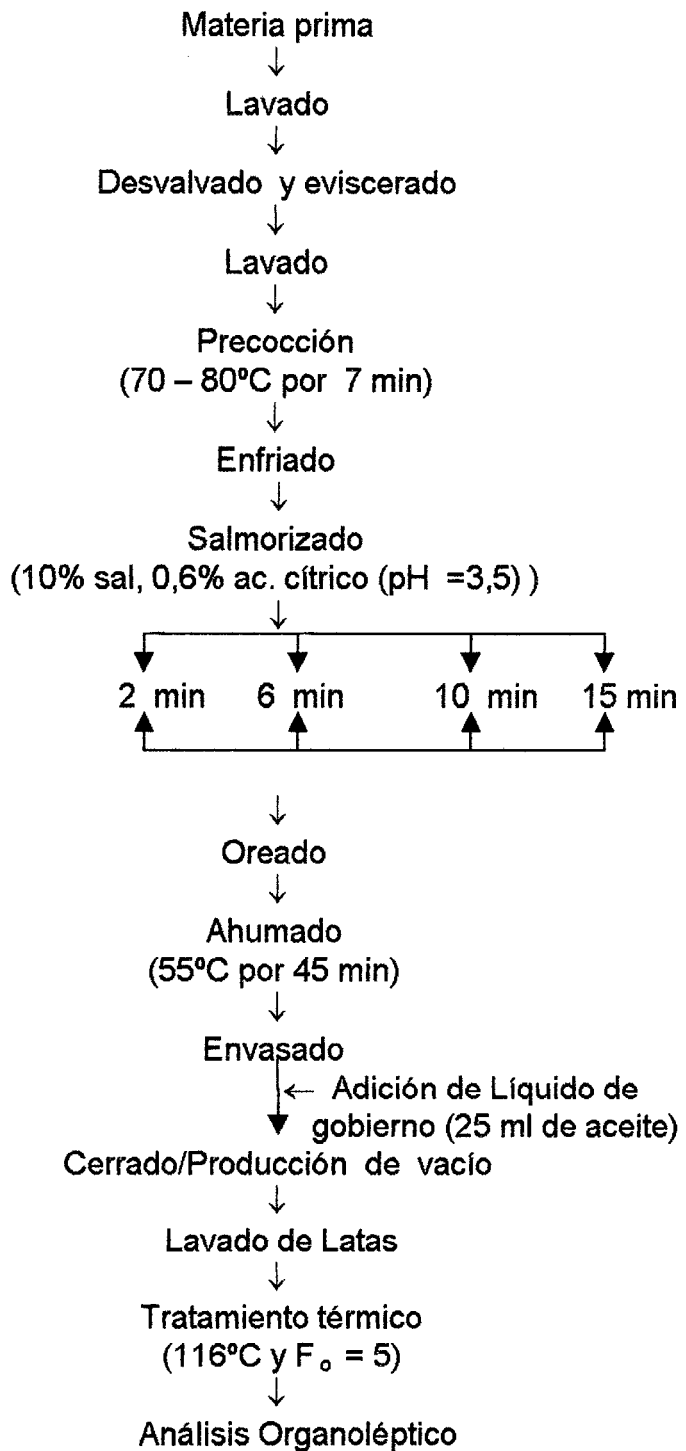 Materia prima
↓
Lavado
↓
Desvalvado y eviscerado
↓
Lavado
↓
Precocción
(70 – 80ºC por 7 min)
↓
Enfriado
↓
Salmorizado
(10% sal, 0,6% ac. cítrico (pH =3,5) )
↓
2 min 6 min 10 min 15 min
↓
Oreado
↓
Ahumado
(55ºC por 45 min)
↓
Envasado
← Adición de Líquido de
gobierno (25 ml de aceite)
Cerrado/Producción de vacío
↓
Lavado de Latas
↓
Tratamiento térmico
(116ºC y F₀ = 5)
↓
Análisis Organoléptico